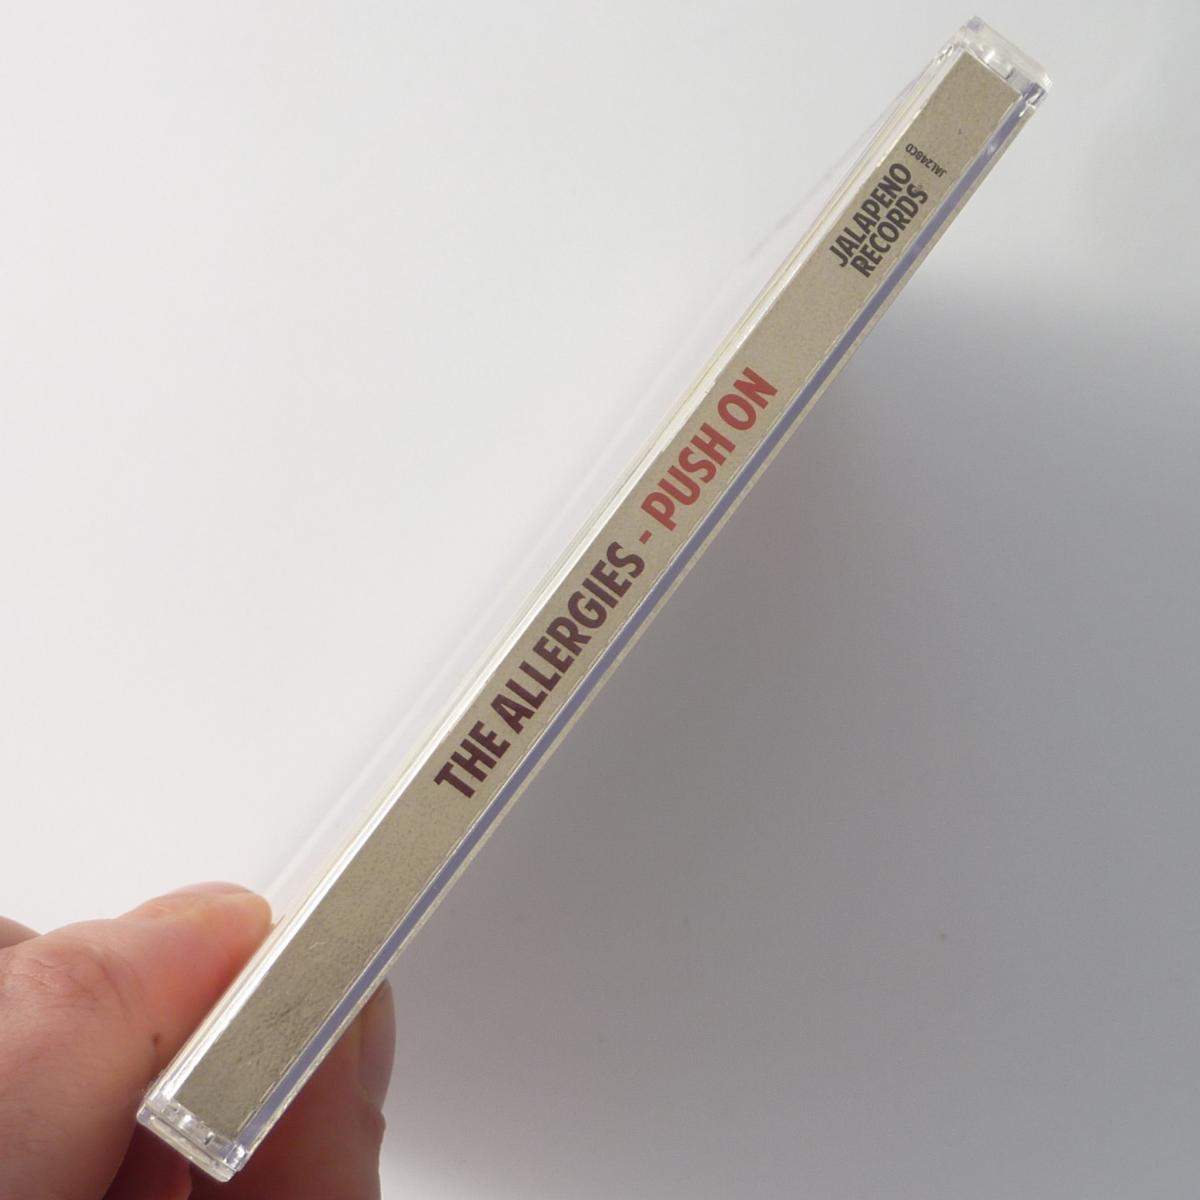 THE ALLERGIES - PUSH ON
JALAPENO
RECORDS
JAL248CD